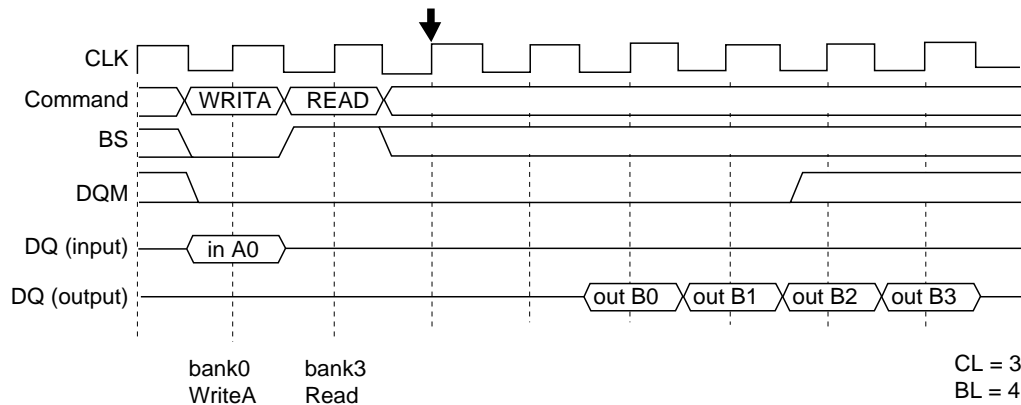 CLK
Command WRITA READ
BS
DQM
DQ (input) in A0
DQ (output) out B0 out B1 out B2 out B3
bank0 bank3 CL = 3
WriteA Read BL = 4